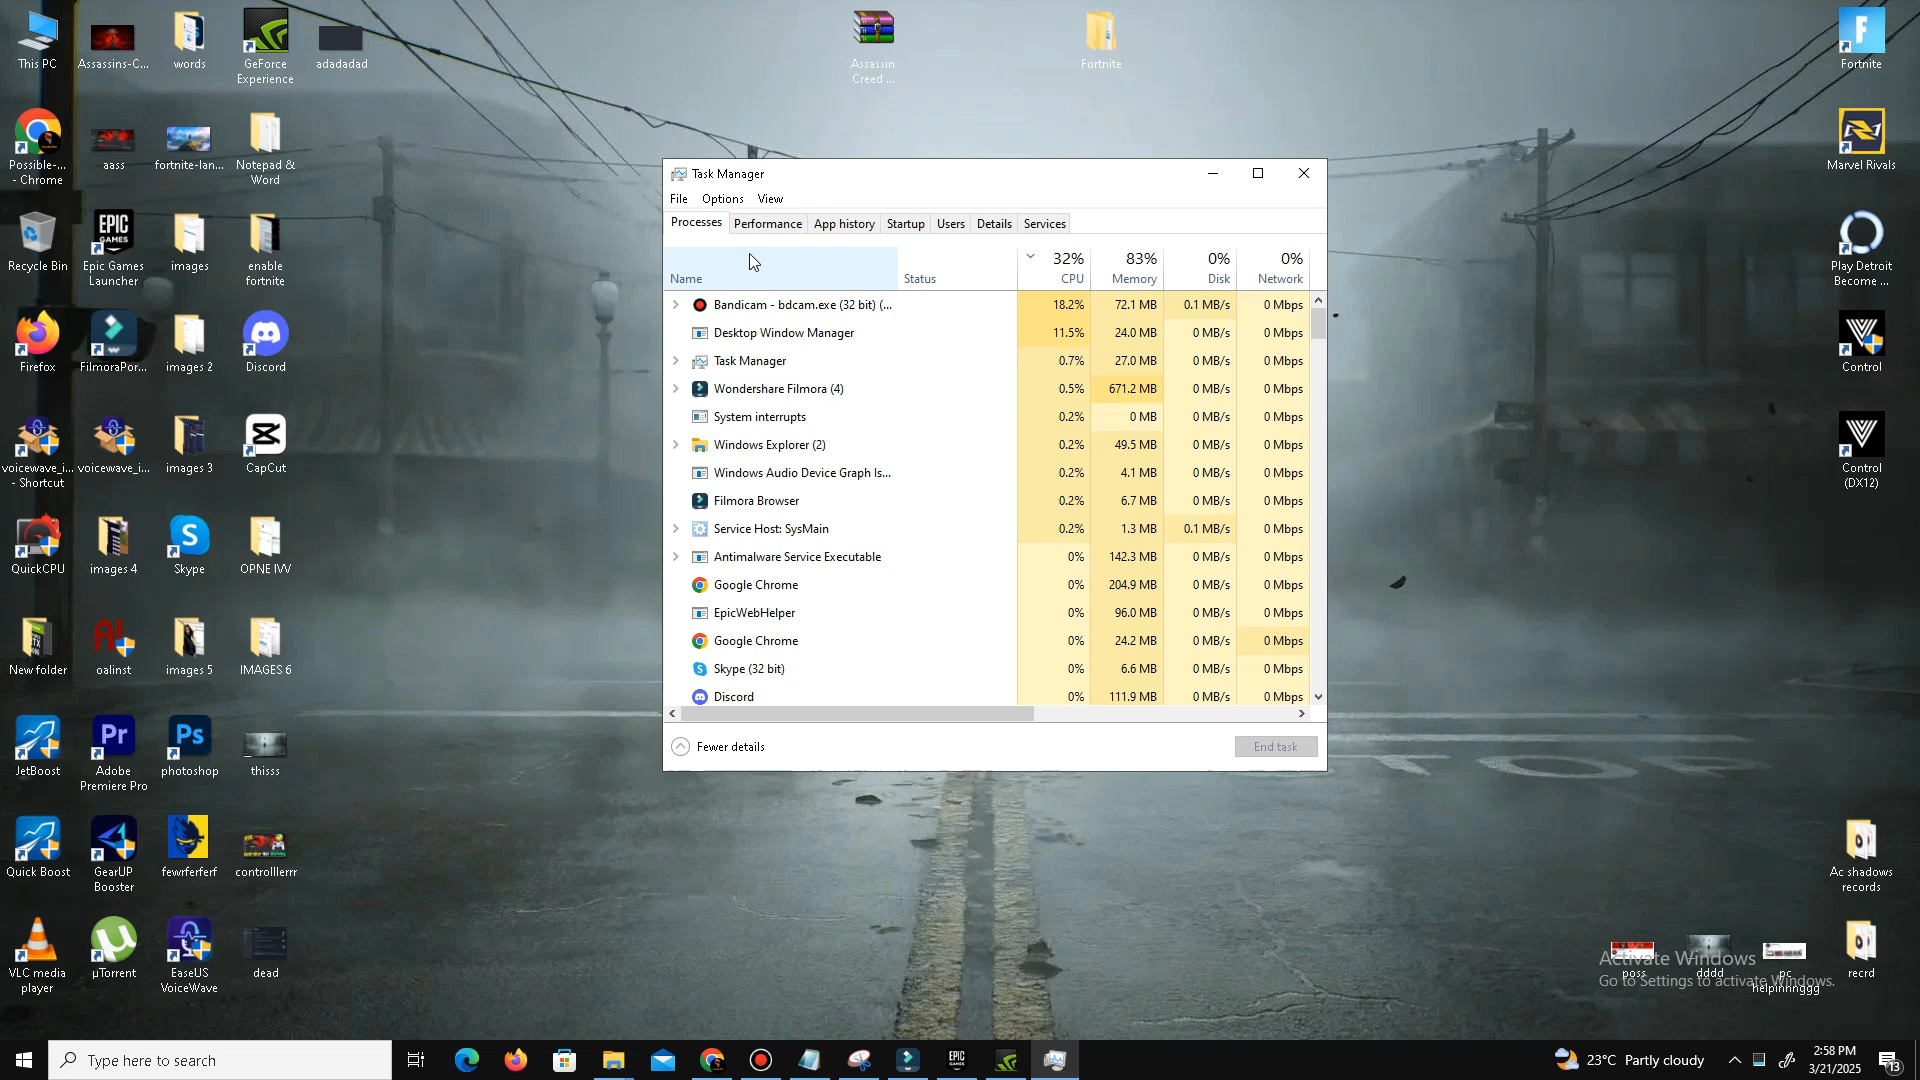 This PC
Assassins-C...
words
GeForce
Experience
adadadad
Assassin
Creed ...
Fortnite
Fortnite
Possible-...
- Chrome
aass
fortnite-lan...
Notepad &
Word
Marvel Rivals
Recycle Bin
EPIC
GAMES
Epic Games
Launcher
images
enable
fortnite
Play Detroit
Become ...
Firefox
FilmoraPor...
images 2
Discord
Control
voicewave_i...
- Shortcut
voicewave_i...
images 3
CapCut
Control
(DX12)
QuickCPU
images 4
Skype
OPNE IVV
New folder
oalinst
images 5
IMAGES 6
JetBoost
Pr
Adobe
Premiere Pro
Ps
photoshop
thisss
Quick Boost
GearUP
Booster
fewrferferf
controlllerrr
Ac shadows
records
VLC media
player
µTorrent
EaseUS
VoiceWave
dead
poss
dddd
pc
helpinnnggg
recrd
Task Manager
File Options View
Processes Performance App history Startup Users Details Services
32% 83% 0% 0%
Name Status CPU Memory Disk Network
Bandicam - bdcam.exe (32 bit) (... 18.2% 72.1 MB 0.1 MB/s 0 Mbps
Desktop Window Manager 11.5% 24.0 MB 0 MB/s 0 Mbps
Task Manager 0.7% 27.0 MB 0 MB/s 0 Mbps
Wondershare Filmora (4) 0.5% 671.2 MB 0 MB/s 0 Mbps
System interrupts 0.2% 0 MB 0 MB/s 0 Mbps
Windows Explorer (2) 0.2% 49.5 MB 0 MB/s 0 Mbps
Windows Audio Device Graph Is... 0.2% 4.1 MB 0 MB/s 0 Mbps
Filmora Browser 0.2% 6.7 MB 0 MB/s 0 Mbps
Service Host: SysMain 0.2% 1.3 MB 0.1 MB/s 0 Mbps
Antimalware Service Executable 0% 142.3 MB 0 MB/s 0 Mbps
Google Chrome 0% 204.9 MB 0 MB/s 0 Mbps
EpicWebHelper 0% 96.0 MB 0 MB/s 0 Mbps
Google Chrome 0% 24.2 MB 0 MB/s 0 Mbps
Skype (32 bit) 0% 6.6 MB 0 MB/s 0 Mbps
Discord 0% 111.9 MB 0 MB/s 0 Mbps
Fewer details End task
Activate Windows
Go to Settings to activate Windows.
Type here to search
EPIC
23°C Partly cloudy
2:58 PM
3/21/2025
13